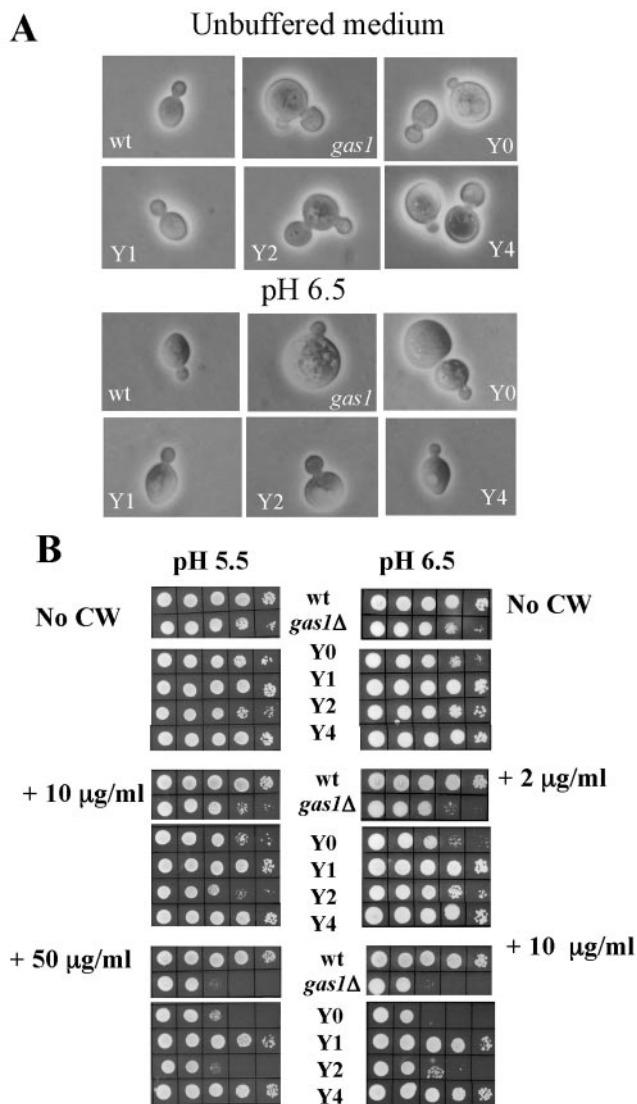 A
Unbuffered medium
wt
gas1
Y0
Y1
Y2
Y4
pH 6.5
wt
gas1
Y0
Y1
Y2
Y4
B
pH 5.5
pH 6.5
No CW
wt
No CW
gas1Δ
Y0
Y1
Y2
Y4
+ 10 µg/ml
wt
+ 2 µg/ml
gas1Δ
Y0
Y1
Y2
Y4
+ 50 µg/ml
wt
+ 10 µg/ml
gas1Δ
Y0
Y1
Y2
Y4